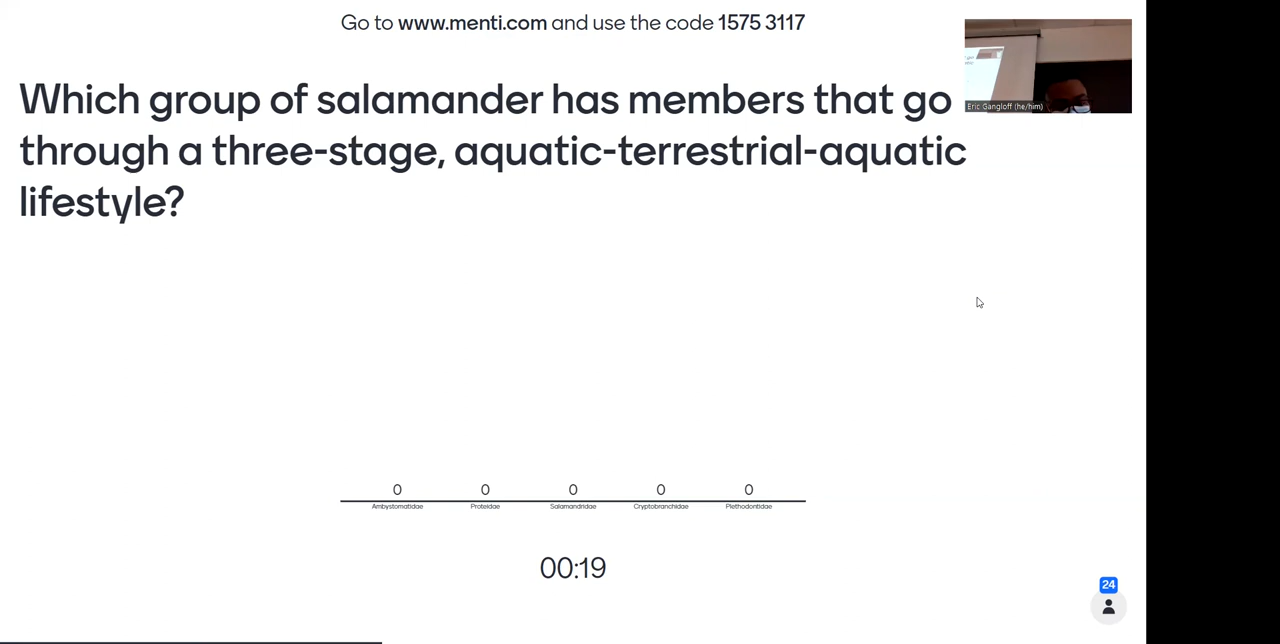 Go to www.menti.com and use the code 1575 3117
Which group of salamander has members that go
through a three-stage, aquatic-terrestrial-aquatic
lifestyle?
Eric Gangloff (he/him)
0 0 0 0 0
Ambystomatidae Proteidae Salamandridae Cryptobranchidae Plethodontidae
00:19
24